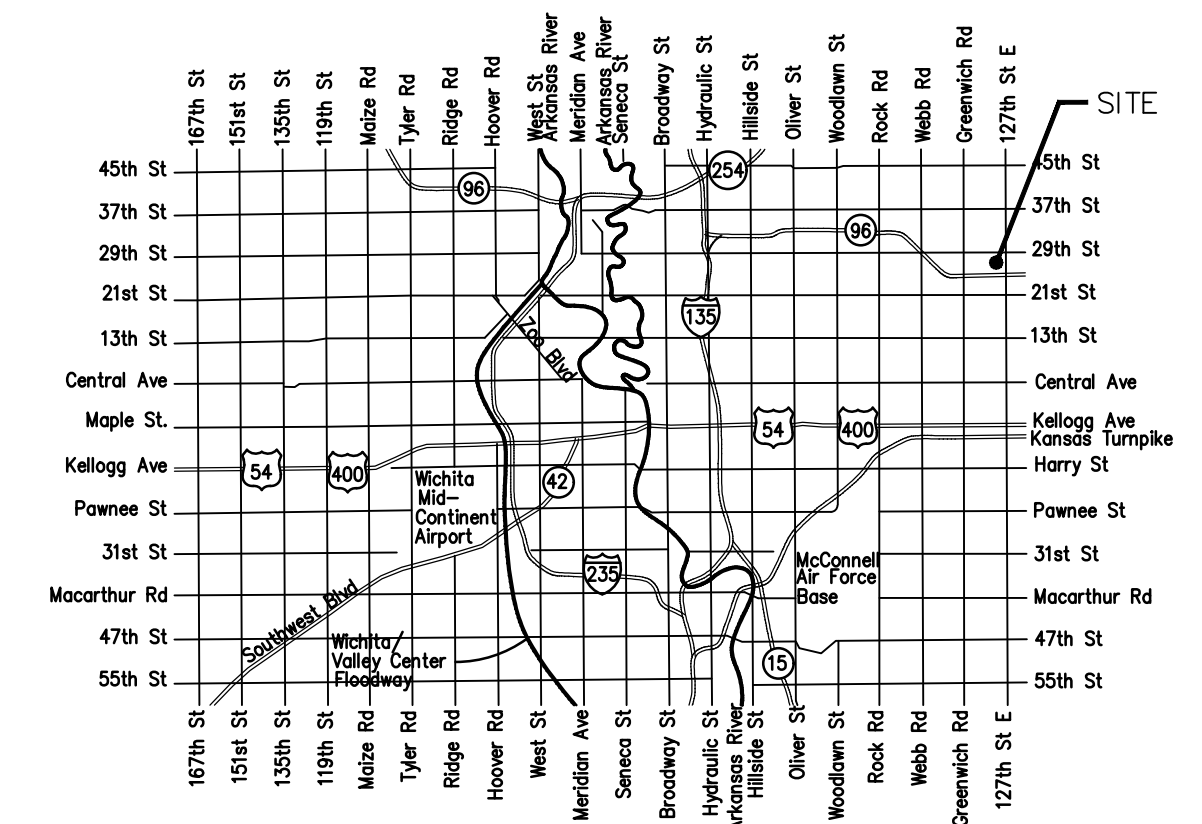 167th St
151st St
135th St
119th St
Maize Rd
Tyler Rd
Ridge Rd
Hoover Rd
West St
Arkansas River
Meridian Ave
Arkansas River
Seneca St
Broadway St
Hydraulic St
Hillside St
Oliver St
Woodlawn St
Rock Rd
Webb Rd
Greenwich Rd
127th St E
SITE
45th St
254
45th St
96
37th St
37th St
96
29th St
29th St
21st St
21st St
135
13th St
Zoo Blvd
13th St
Central Ave
Central Ave
Maple St.
54
400
Kellogg Ave
Kansas Turnpike
Kellogg Ave
54
400
Harry St
Wichita
Mid-
Continent
Airport
42
Pawnee St
Pawnee St
31st St
31st St
McConnell
Air Force
Base
235
Macarthur Rd
Macarthur Rd
Southwest Blvd
47th St
Wichita/
Valley Center
Floodway
47th St
15
55th St
55th St
167th St
151st St
135th St
119th St
Maize Rd
Tyler Rd
Ridge Rd
Hoover Rd
West St
Meridian Ave
Seneca St
Broadway St
Hydraulic St
Arkansas River
Hillside St
Oliver St
Woodlawn St
Rock Rd
Webb Rd
Greenwich Rd
127th St E